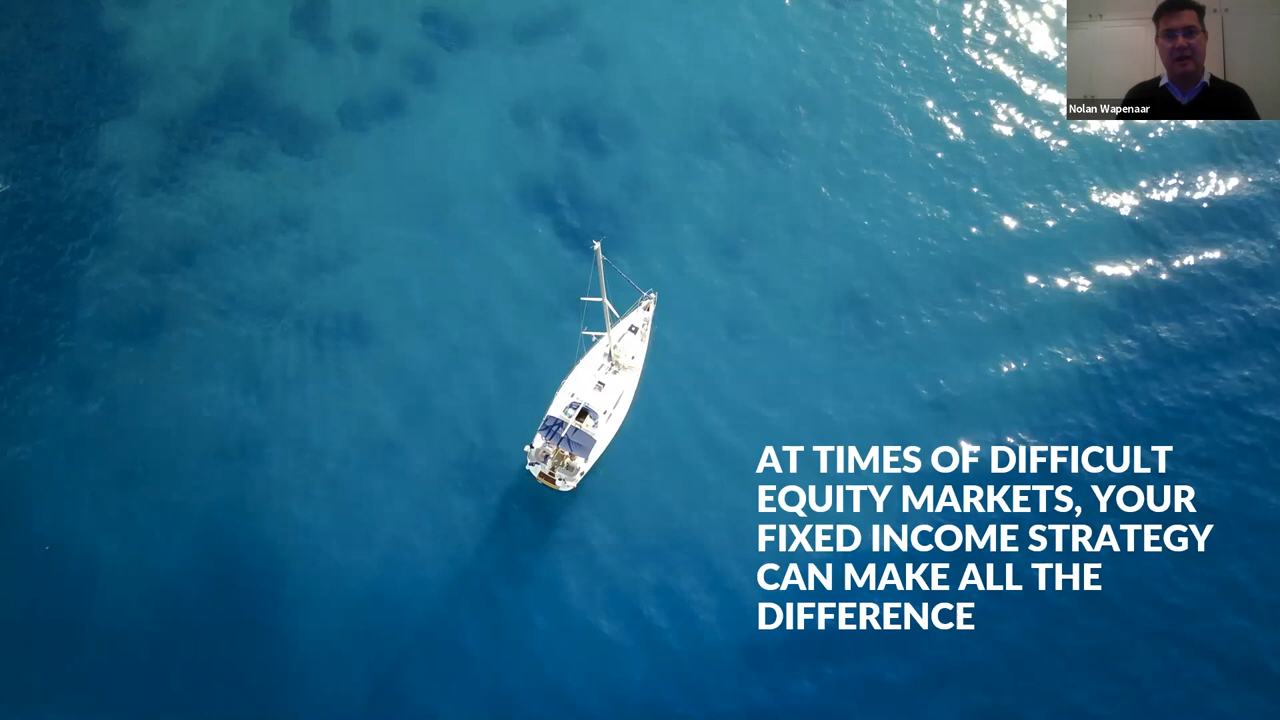 Nolan Wapenaar
AT TIMES OF DIFFICULT
EQUITY MARKETS, YOUR
FIXED INCOME STRATEGY
CAN MAKE ALL THE
DIFFERENCE